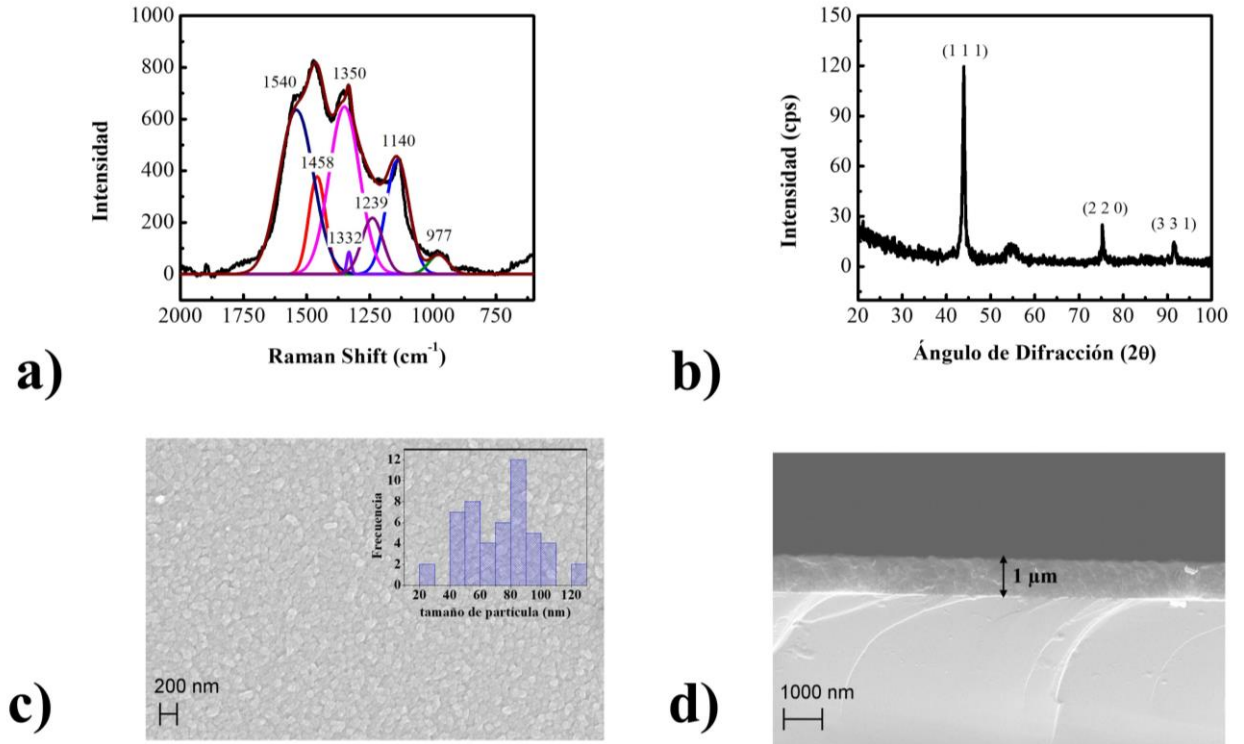 1000
800
600
400
200
0
Intensidad
1540
1350
1458
1140
1239
1332
977
2000 1750 1500 1250 1000 750
Raman Shift (cm⁻¹)
a)
150
120
90
60
30
0
Intensidad (cps)
(1 1 1)
(2 2 0)
(3 3 1)
20 30 40 50 60 70 80 90 100
Ángulo de Difracción (2θ)
b)
12
10
8
6
4
2
0
Frecuencia
20 40 60 80 100 120
tamaño de particula (nm)
200 nm
c)
1 µm
1000 nm
d)